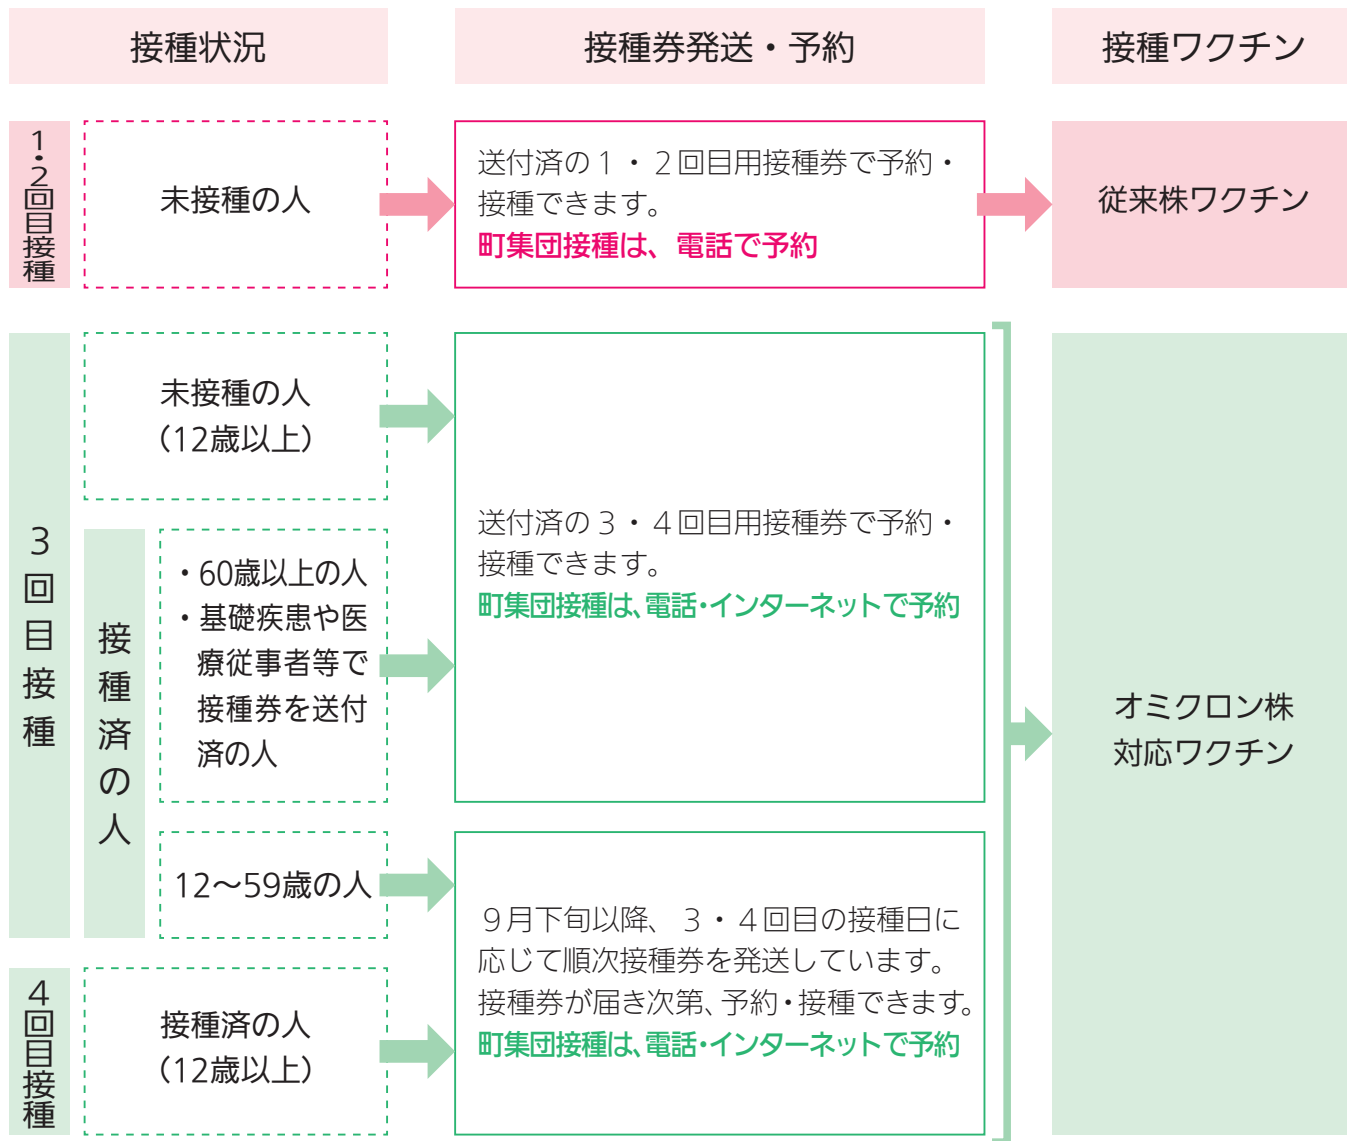 接種状況
接種券発送・予約
接種ワクチン
1・2回目接種
未接種の人
送付済の１・２回目用接種券で予約・
接種できます。
町集団接種は、電話で予約
従来株ワクチン
3回目接種
未接種の人
（12歳以上）
接種済の人
・60歳以上の人
・基礎疾患や医
療従事者等で
接種券を送付
済の人
送付済の３・４回目用接種券で予約・
接種できます。
町集団接種は、電話・インターネットで予約
12～59歳の人
4回目接種
接種済の人
（12歳以上）
９月下旬以降、３・４回目の接種日に
応じて順次接種券を発送しています。
接種券が届き次第、予約・接種できます。
町集団接種は、電話・インターネットで予約
オミクロン株
対応ワクチン